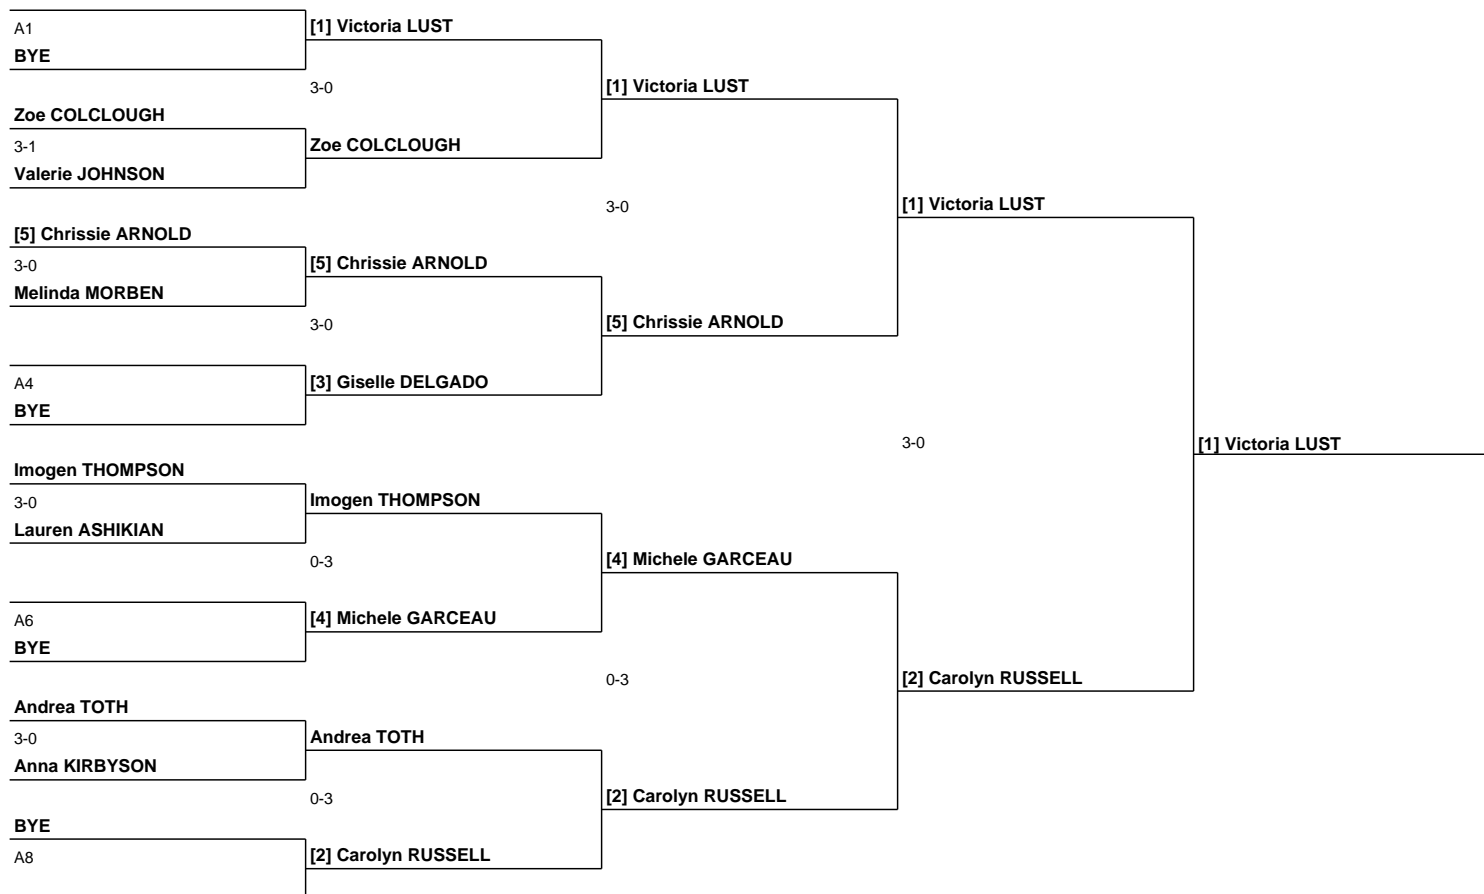 A1
BYE
Zoe COLCLOUGH
3-1
Valerie JOHNSON
[5] Chrissie ARNOLD
3-0
Melinda MORBEN
A4
BYE
Imogen THOMPSON
3-0
Lauren ASHIKIAN
A6
BYE
Andrea TOTH
3-0
Anna KIRBYSON
BYE
A8
[1] Victoria LUST
3-0
Zoe COLCLOUGH
[5] Chrissie ARNOLD
3-0
[3] Giselle DELGADO
Imogen THOMPSON
0-3
[4] Michele GARCEAU
Andrea TOTH
0-3
[2] Carolyn RUSSELL
[1] Victoria LUST
3-0
[5] Chrissie ARNOLD
[4] Michele GARCEAU
0-3
[2] Carolyn RUSSELL
[1] Victoria LUST
3-0
[2] Carolyn RUSSELL
[1] Victoria LUST